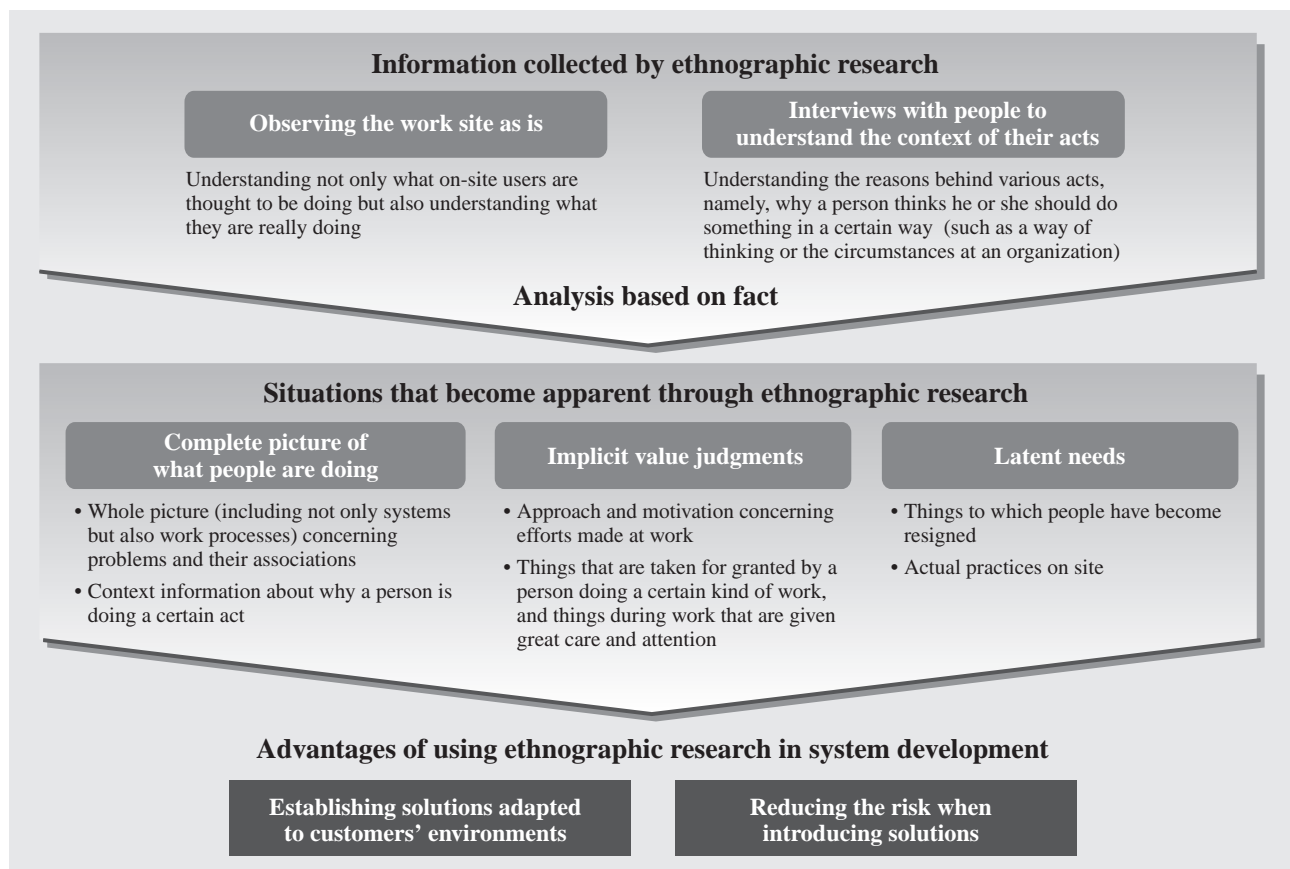 Information collected by ethnographic research
Observing the work site as is
Understanding not only what on-site users are
thought to be doing but also understanding what
they are really doing
Interviews with people to
understand the context of their acts
Understanding the reasons behind various acts,
namely, why a person thinks he or she should do
something in a certain way (such as a way of
thinking or the circumstances at an organization)
Analysis based on fact
Situations that become apparent through ethnographic research
Complete picture of
what people are doing
• Whole picture (including not only systems
but also work processes) concerning
problems and their associations
• Context information about why a person is
doing a certain act
Implicit value judgments
• Approach and motivation concerning
efforts made at work
• Things that are taken for granted by a
person doing a certain kind of work,
and things during work that are given
great care and attention
Latent needs
• Things to which people have become
resigned
• Actual practices on site
Advantages of using ethnographic research in system development
Establishing solutions adapted
to customers’ environments
Reducing the risk when
introducing solutions